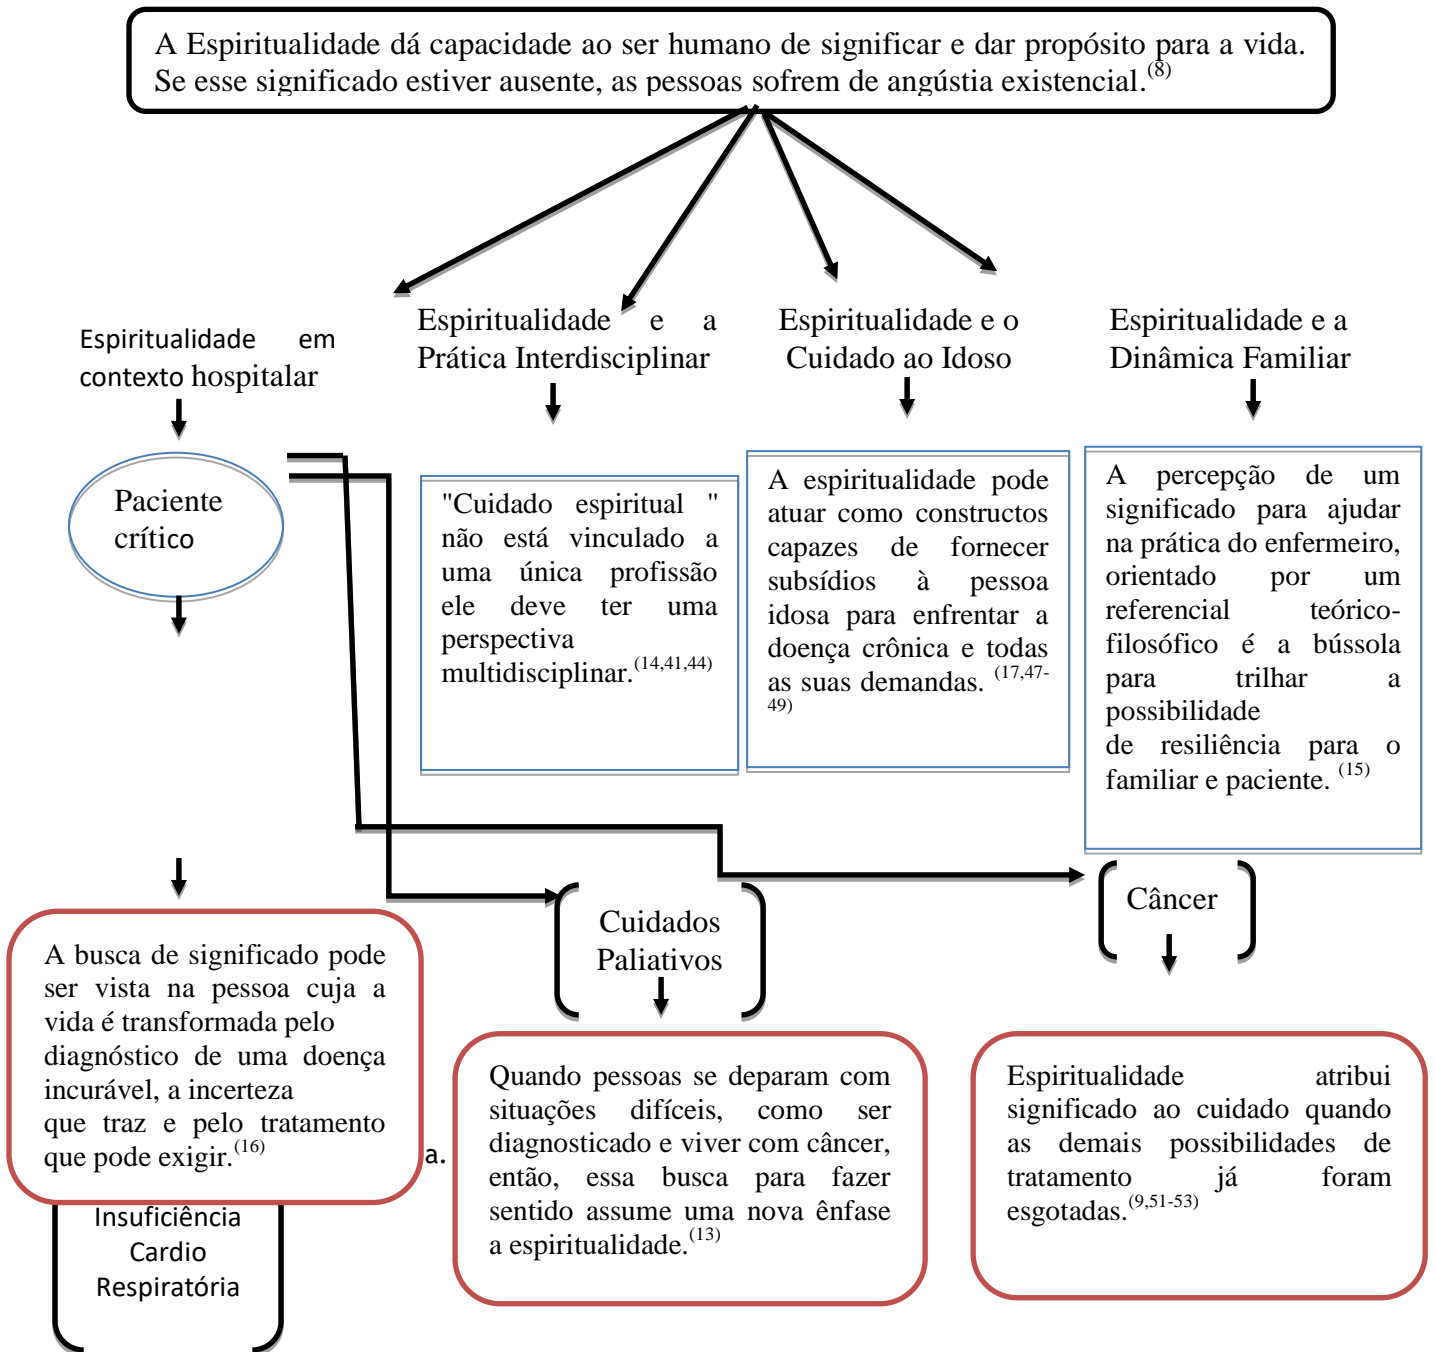 A Espiritualidade dá capacidade ao ser humano de significar e dar propósito para a vida.
Se esse significado estiver ausente, as pessoas sofrem de angústia existencial.(8)
Espiritualidade em
contexto hospitalar
Espiritualidade e a
Prática Interdisciplinar
Espiritualidade e o
Cuidado ao Idoso
Espiritualidade e a
Dinâmica Familiar
Paciente
crítico
"Cuidado espiritual "
não está vinculado a
uma única profissão
ele deve ter uma
perspectiva
multidisciplinar.(14,41,44)
A espiritualidade pode
atuar como constructos
capazes de fornecer
subsídios à pessoa
idosa para enfrentar a
doença crônica e todas
as suas demandas. (17,47-
49)
A percepção de um
significado para ajudar
na prática do enfermeiro,
orientado por um
referencial teórico-
filosófico é a bússola
para trilhar a
possibilidade
de resiliência para o
familiar e paciente. (15)
A busca de significado pode
ser vista na pessoa cuja a
vida é transformada pelo
diagnóstico de uma doença
incurável, a incerteza
que traz e pelo tratamento
que pode exigir.(16)
a.
Insuficiência
Cardio
Respiratória
Cuidados
Paliativos
Quando pessoas se deparam com
situações difíceis, como ser
diagnosticado e viver com câncer,
então, essa busca para fazer
sentido assume uma nova ênfase
a espiritualidade.(13)
Câncer
Espiritualidade atribui
significado ao cuidado quando
as demais possibilidades de
tratamento já foram
esgotadas.(9,51-53)